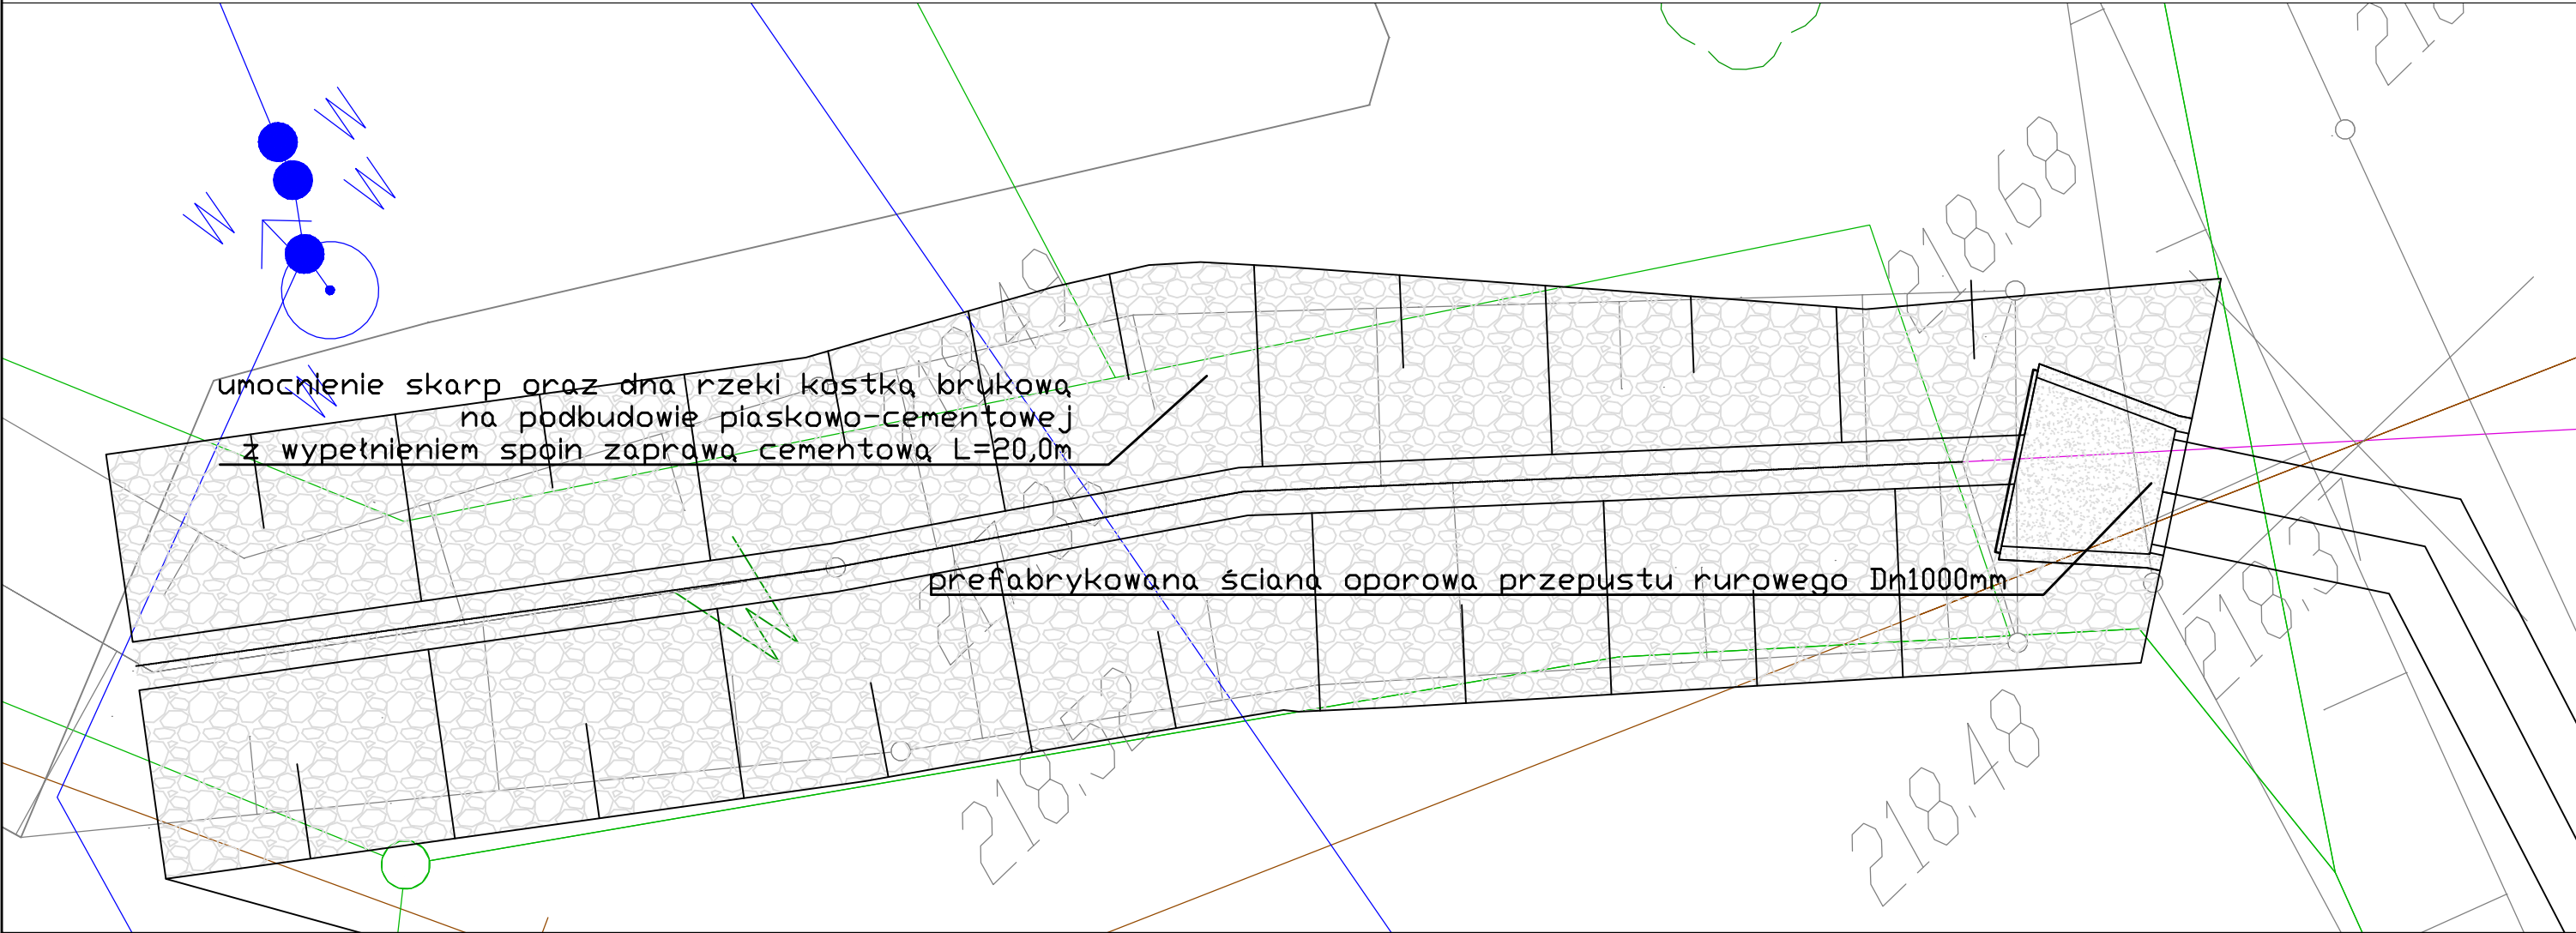 W
W
W
218,68
W
umocnienie skarp oraz dna rzeki kostką brukową
na podbudowie piaskowo-cementowej
z wypełnieniem spoin zaprawą cementową L=20,0m
prefabrykowana ściana oporowa przepustu rurowego Dn1000mm
218,48